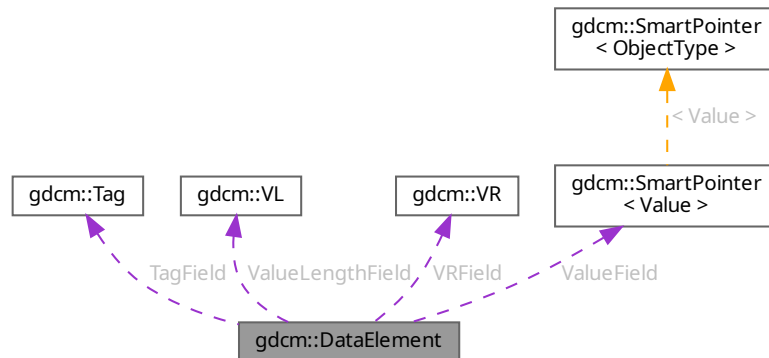 gdcm::SmartPointer
< ObjectType >
< Value >
gdcm::Tag
gdcm::VL
gdcm::VR
gdcm::SmartPointer
< Value >
TagField
ValueLengthField
VRField
ValueField
gdcm::DataElement